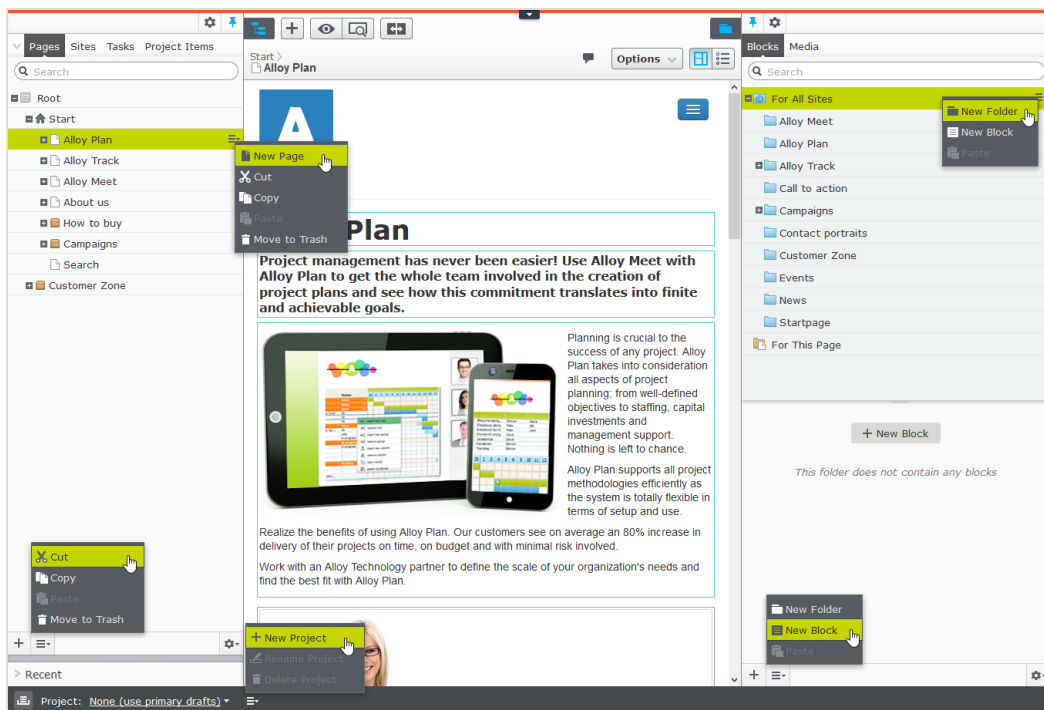 Pages Sites Tasks Project Items
Search
Root
Start
Alloy Plan
Alloy Track
Alloy Meet
About us
How to buy
Campaigns
Search
Customer Zone
Cut
Copy
Paste
Move to Trash
Recent
Project: None (use primary drafts)
Start
Alloy Plan
Options
A
New Page
Cut
Copy
Paste
Move to Trash
Plan
Project management has never been easier! Use Alloy Meet with
Alloy Plan to get the whole team involved in the creation of
project plans and see how this commitment translates into finite
and achievable goals.
Planning is crucial to the
success of any project. Alloy
Plan takes into consideration
all aspects of project
planning; from well-defined
objectives to staffing, capital
investments and
management support.
Nothing is left to chance.
Alloy Plan supports all project
methodologies efficiently as
the system is totally flexible in
terms of setup and use.
Realize the benefits of using Alloy Plan. Our customers see on average an 80% increase in
delivery of their projects on time, on budget and with minimal risk involved.
Work with an Alloy Technology partner to define the scale of your organization's needs and
find the best fit with Alloy Plan.
New Project
Rename Project
Delete Project
Blocks Media
Search
For All Sites
Alloy Meet
Alloy Plan
Alloy Track
Call to action
Campaigns
Contact portraits
Customer Zone
Events
News
Startpage
For This Page
New Folder
New Block
Paste
+ New Block
This folder does not contain any blocks
New Folder
New Block
Paste